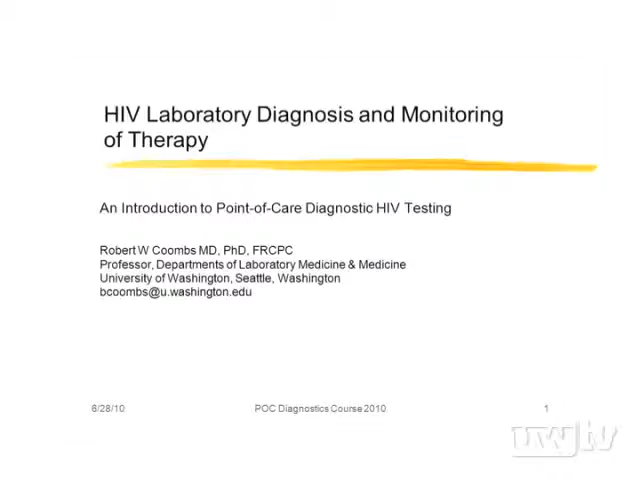 HIV Laboratory Diagnosis and Monitoring
of Therapy
An Introduction to Point-of-Care Diagnostic HIV Testing
Robert W Coombs MD, PhD, FRCPC
Professor, Departments of Laboratory Medicine & Medicine
University of Washington, Seattle, Washington
bcoombs@u.washington.edu
6/28/10 POC Diagnostics Course 2010 1
uwtv